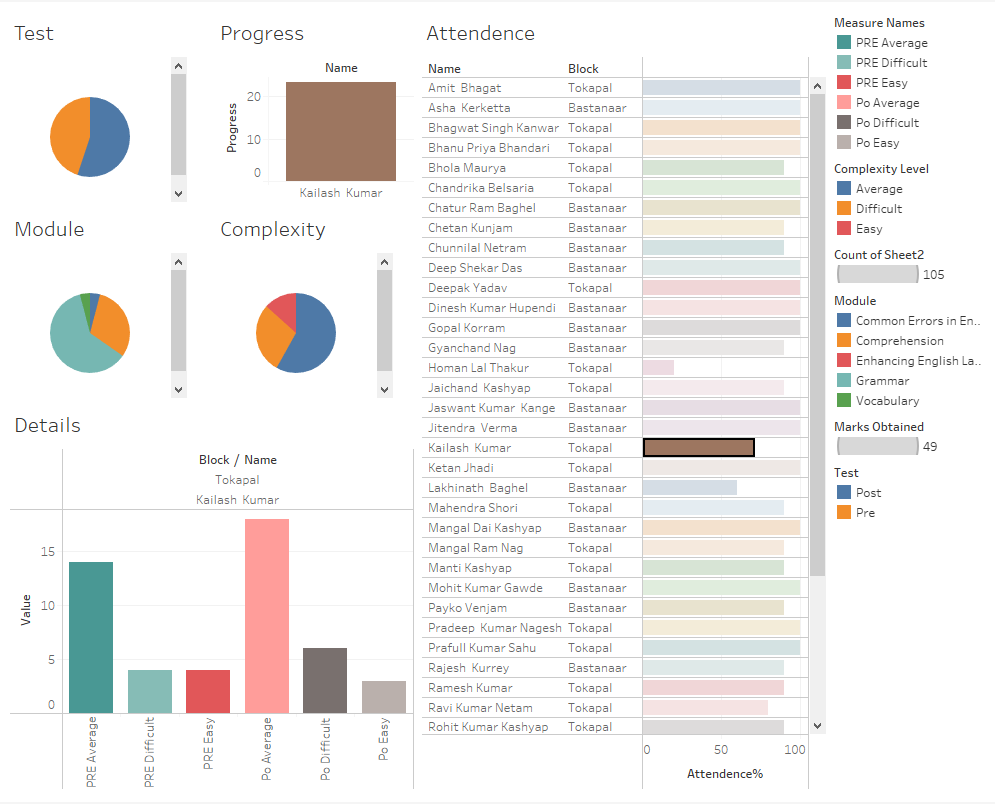 Test
Progress
Name
Progress
20
10
0
Kailash Kumar
Module
Complexity
Details
Block / Name
Tokapal
Kailash Kumar
Value
15
10
5
0
PRE Average
PRE Difficult
PRE Easy
Po Average
Po Difficult
Po Easy
Attendence
Name Block
Amit Bhagat Tokapal
Asha Kerketta Bastanaar
Bhagwat Singh Kanwar Tokapal
Bhanu Priya Bhandari Tokapal
Bhola Maurya Tokapal
Chandrika Belsaria Tokapal
Chatur Ram Baghel Bastanaar
Chetan Kunjam Bastanaar
Chunnilal Netram Bastanaar
Deep Shekar Das Bastanaar
Deepak Yadav Tokapal
Dinesh Kumar Hupendi Bastanaar
Gopal Korram Bastanaar
Gyanchand Nag Bastanaar
Homan Lal Thakur Tokapal
Jaichand Kashyap Tokapal
Jaswant Kumar Kange Bastanaar
Jitendra Verma Bastanaar
Kailash Kumar Tokapal
Ketan Jhadi Tokapal
Lakhinath Baghel Bastanaar
Mahendra Shori Tokapal
Mangal Dai Kashyap Bastanaar
Mangal Ram Nag Tokapal
Manti Kashyap Tokapal
Mohit Kumar Gawde Bastanaar
Payko Venjam Bastanaar
Pradeep Kumar Nagesh Tokapal
Prafull Kumar Sahu Tokapal
Rajesh Kurrey Bastanaar
Ramesh Kumar Tokapal
Ravi Kumar Netam Tokapal
Rohit Kumar Kashyap Tokapal
0 50 100
Attendence%
Measure Names
PRE Average
PRE Difficult
PRE Easy
Po Average
Po Difficult
Po Easy
Complexity Level
Average
Difficult
Easy
Count of Sheet2
105
Module
Common Errors in En..
Comprehension
Enhancing English La..
Grammar
Vocabulary
Marks Obtained
49
Test
Post
Pre